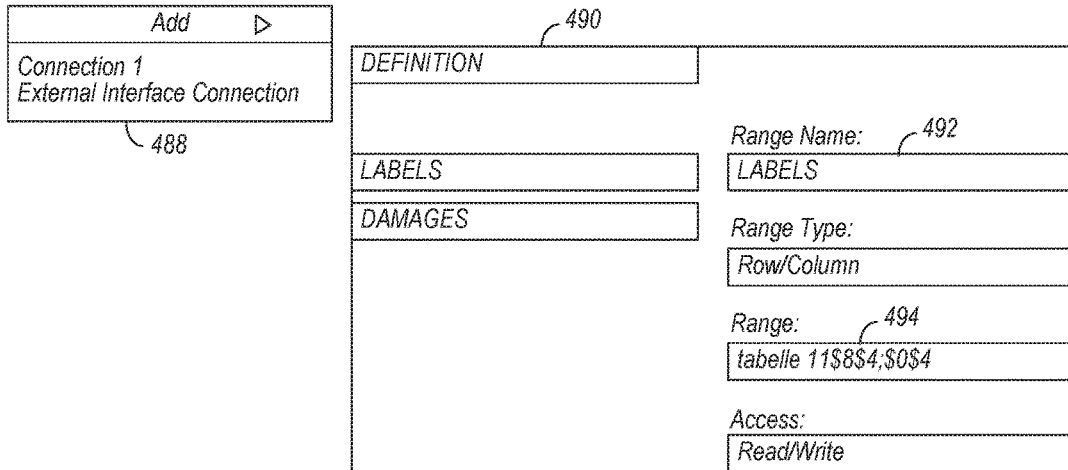 Add
Connection 1
External Interface Connection
488
490
DEFINITION
LABELS
DAMAGES
Range Name:
492
LABELS
Range Type:
Row/Column
Range:
494
tabelle 11$8$4;$0$4
Access:
Read/Write